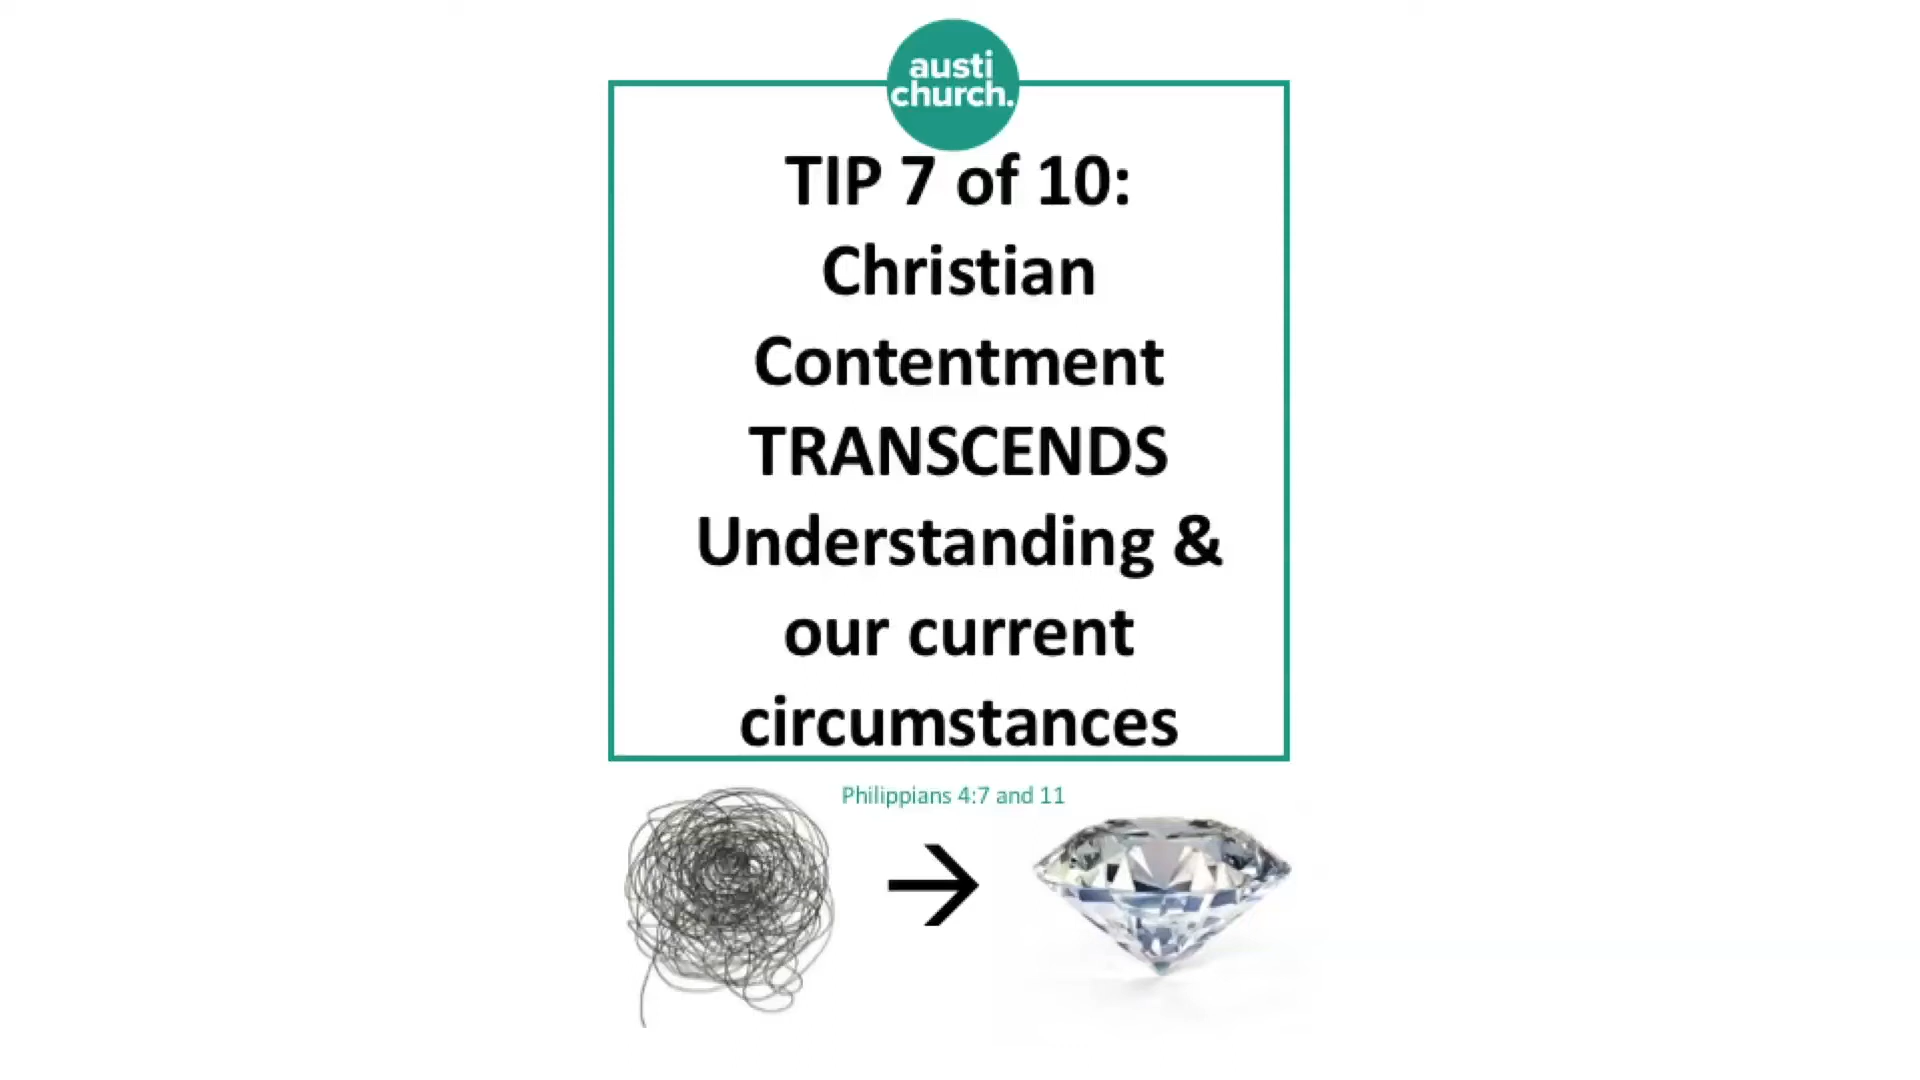 austi
church.
TIP 7 of 10:
Christian
Contentment
TRANSCENDS
Understanding &
our current
circumstances
Philippians 4:7 and 11